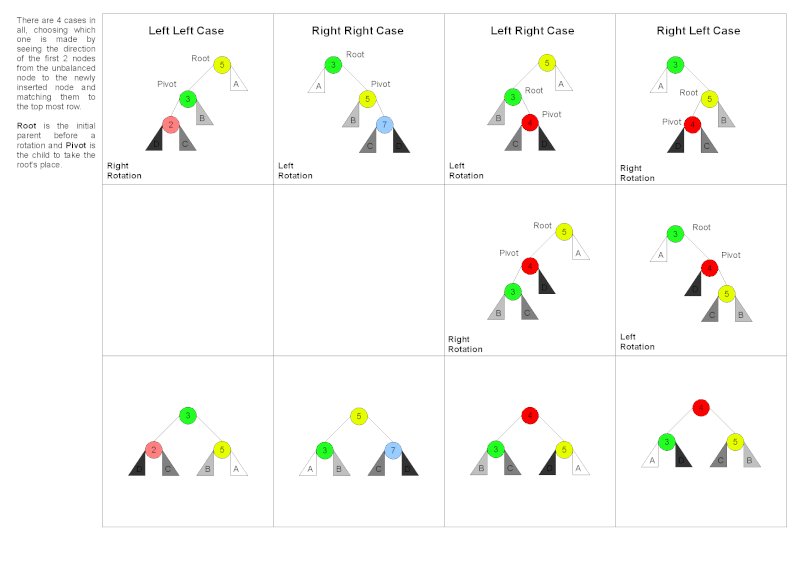 There are 4 cases in
all, choosing which
one is made by
seeing the direction
of the first 2 nodes
from the unbalanced
node to the newly
inserted node and
matching them to
the top most row.
Root is the initial
parent before a
rotation and Pivot is
the child to take the
root's place.
Left Left Case
Root
5
A
Pivot
3
B
2
D
C
Right
Rotation
Right Right Case
Root
3
A
Pivot
5
B
7
C
D
Left
Rotation
Left Right Case
5
A
3
Root
B
Pivot
4
C
D
Left
Rotation
Right Left Case
3
A
Root
5
B
Pivot
4
D
C
Right
Rotation
Root
5
A
Pivot
4
D
3
B
C
Right
Rotation
3
Root
A
Pivot
4
D
5
C
B
Left
Rotation
3
2
5
D
C
B
A
5
3
7
A
B
C
D
4
3
5
B
C
D
A
4
3
5
A
D
C
B